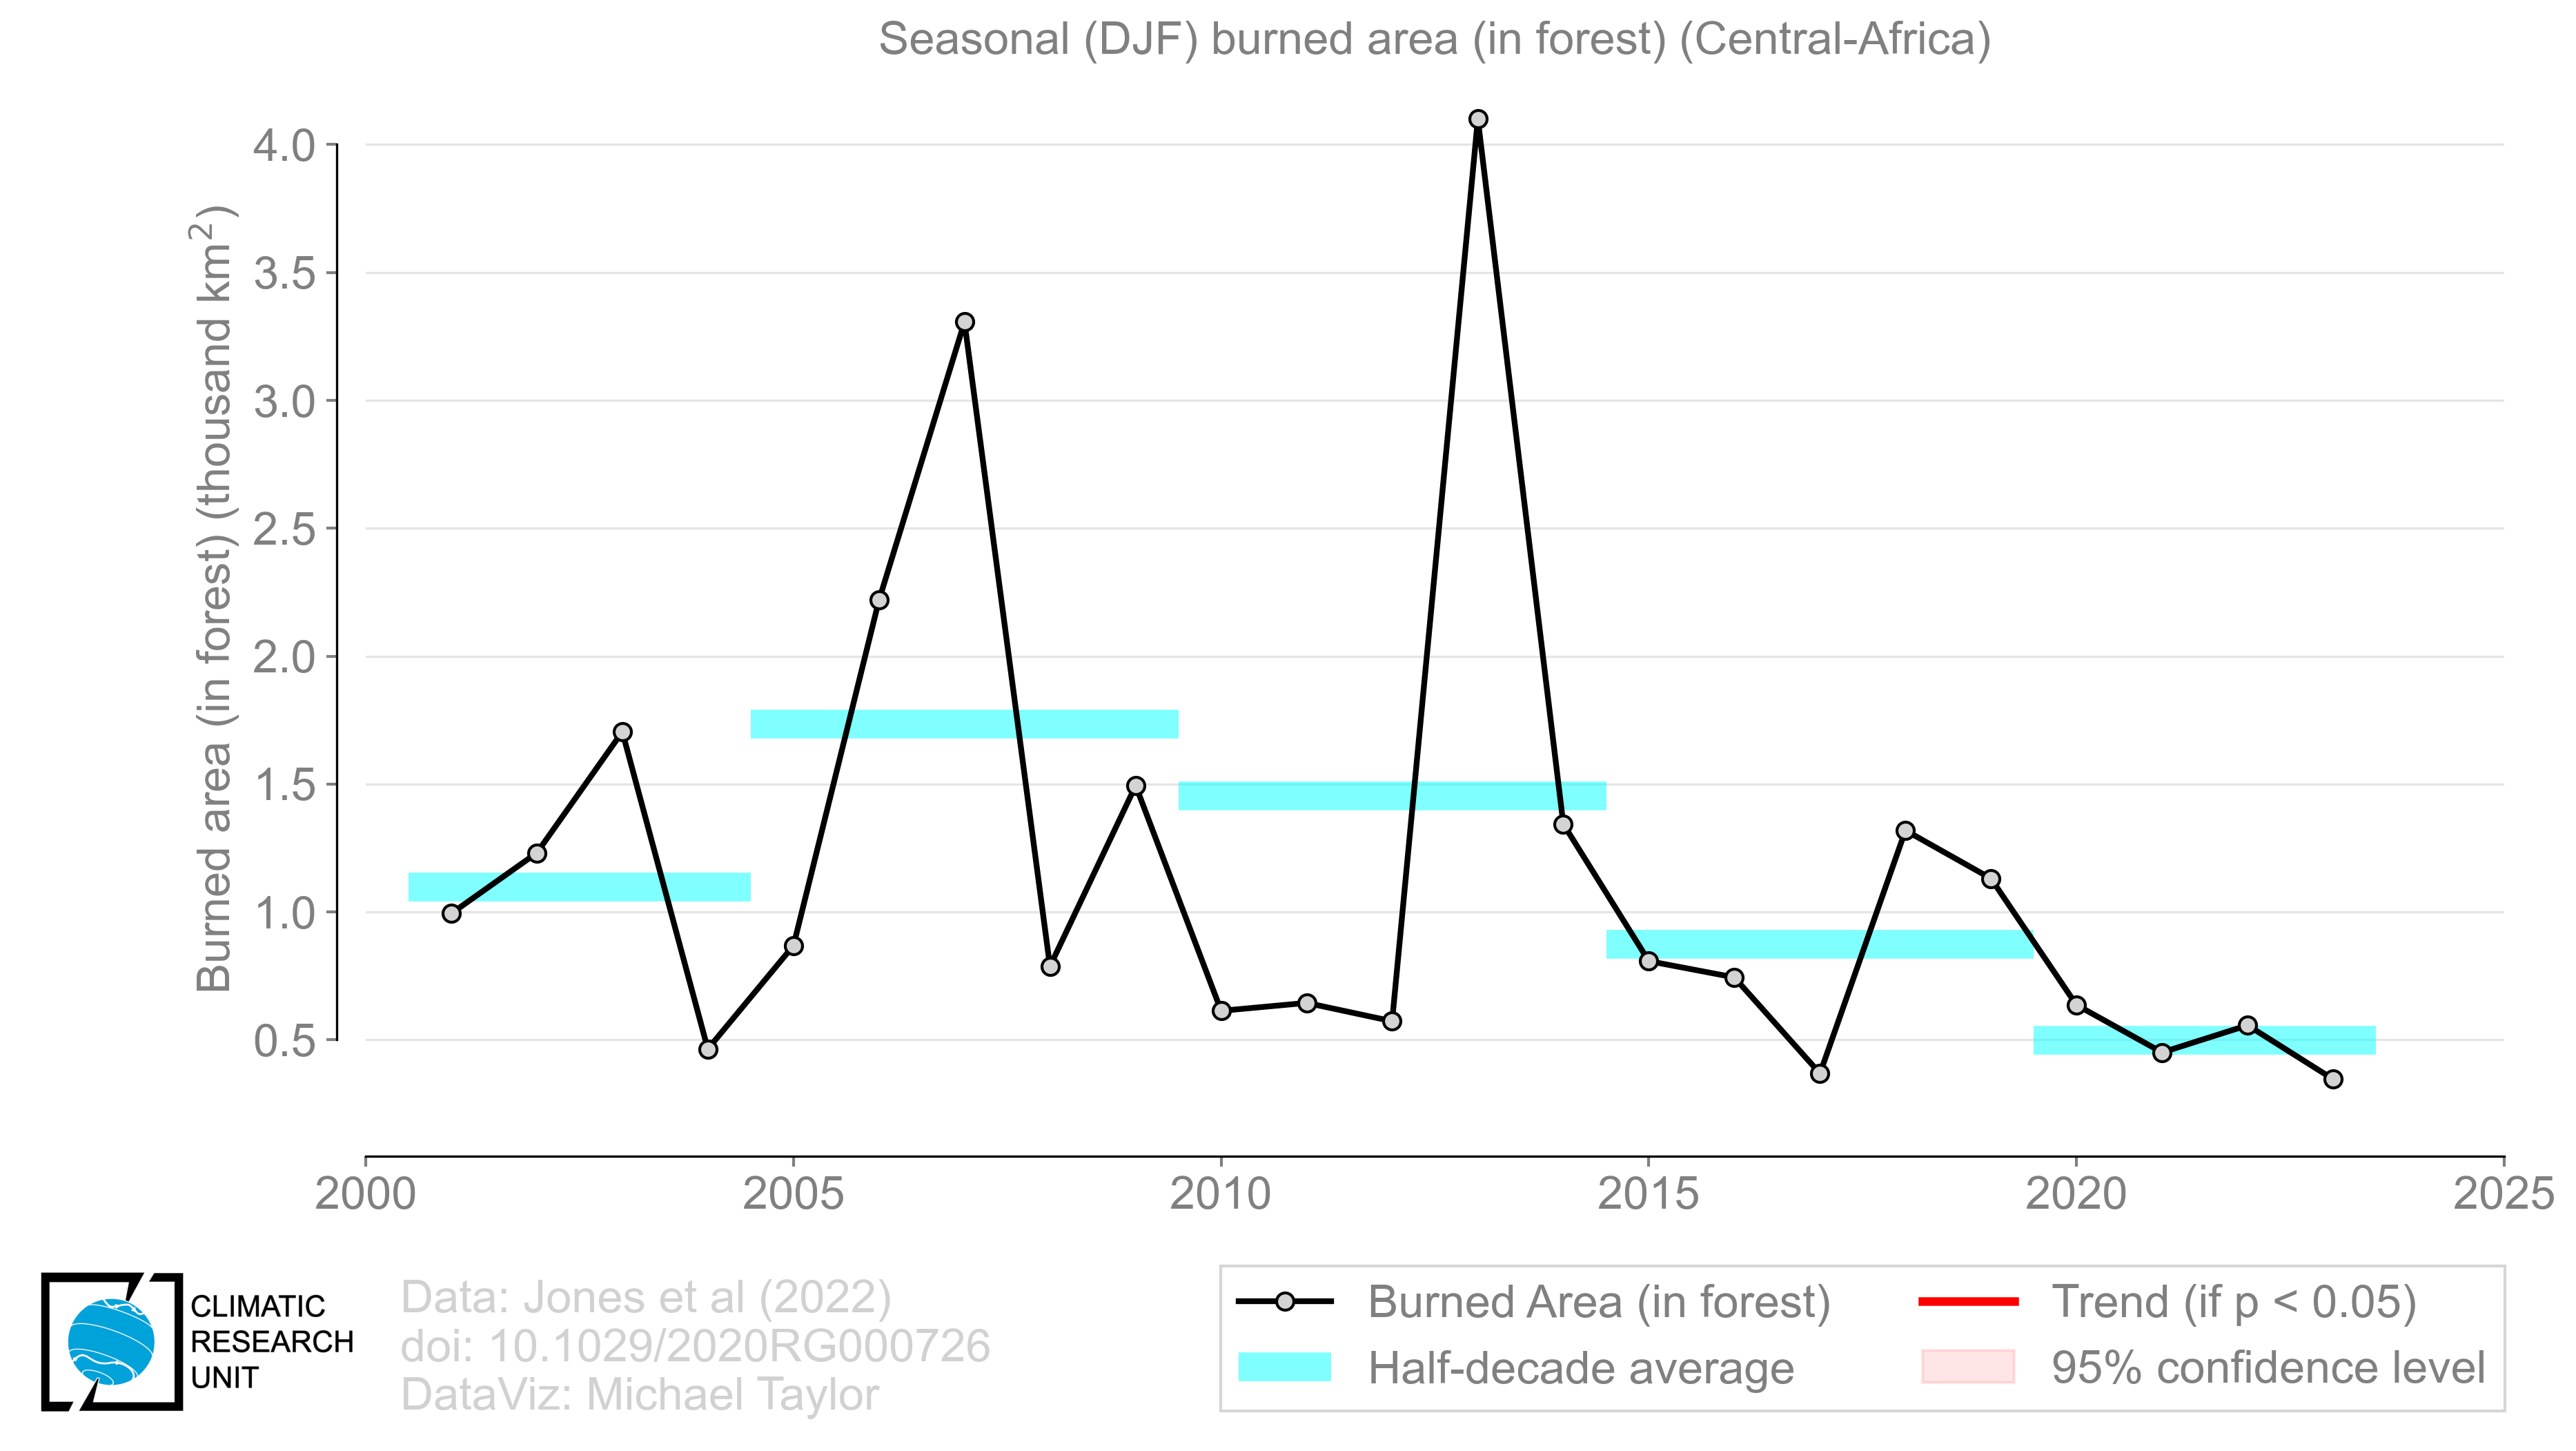 Seasonal (DJF) burned area (in forest) (Central-Africa)
Burned area (in forest) (thousand km²)
4.0
3.5
3.0
2.5
2.0
1.5
1.0
0.5
2000
2005
2010
2015
2020
2025
CLIMATIC
RESEARCH
UNIT
Data: Jones et al (2022)
doi: 10.1029/2020RG000726
DataViz: Michael Taylor
Burned Area (in forest)
Half-decade average
Trend (if p < 0.05)
95% confidence level